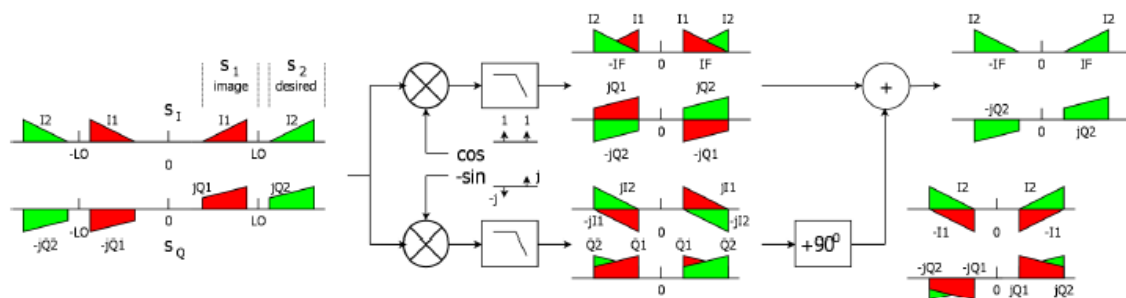 I2 I1 I1 I2
-IF 0 IF
I2 I2
-IF 0 IF
S1 S2
image desired
SI
I2 I1 I1 I2
-LO 0 LO
jQ1 jQ2
-jQ2 -jQ1
1 1
cos
-sin
-j j
+
-jQ2
0 jQ2
jQ1 jQ2
-LO 0 LO
-jQ2 -jQ1
SQ
jI2 jI1
-jI1 -jI2
0
Q2 Q1 Q1 Q2
0
+90°
I2 I2
-I1 0 -I1
-jQ2 -jQ1
0 jQ1 jQ2